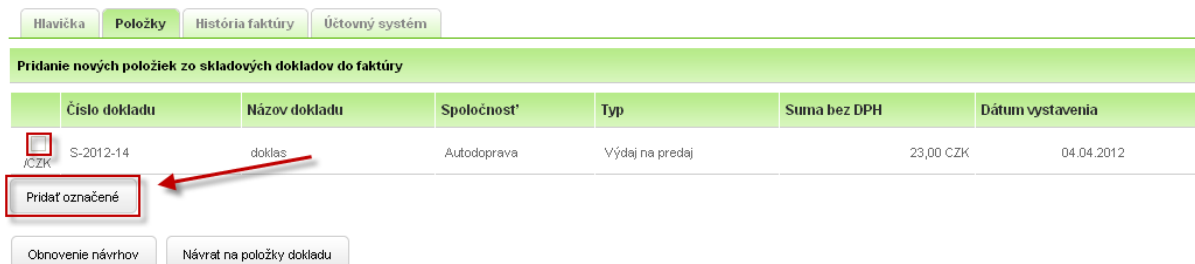 Hlavička Položky História faktúry Účtovný systém
Pridanie nových položiek zo skladových dokladov do faktúry
Číslo dokladu Názov dokladu Spoločnosť Typ Suma bez DPH Dátum vystavenia
/CZK S-2012-14 doklas Autodoprava Výdaj na predaj 23,00 CZK 04.04.2012
Pridať označené
Obnovenie návrhov Návrat na položky dokladu